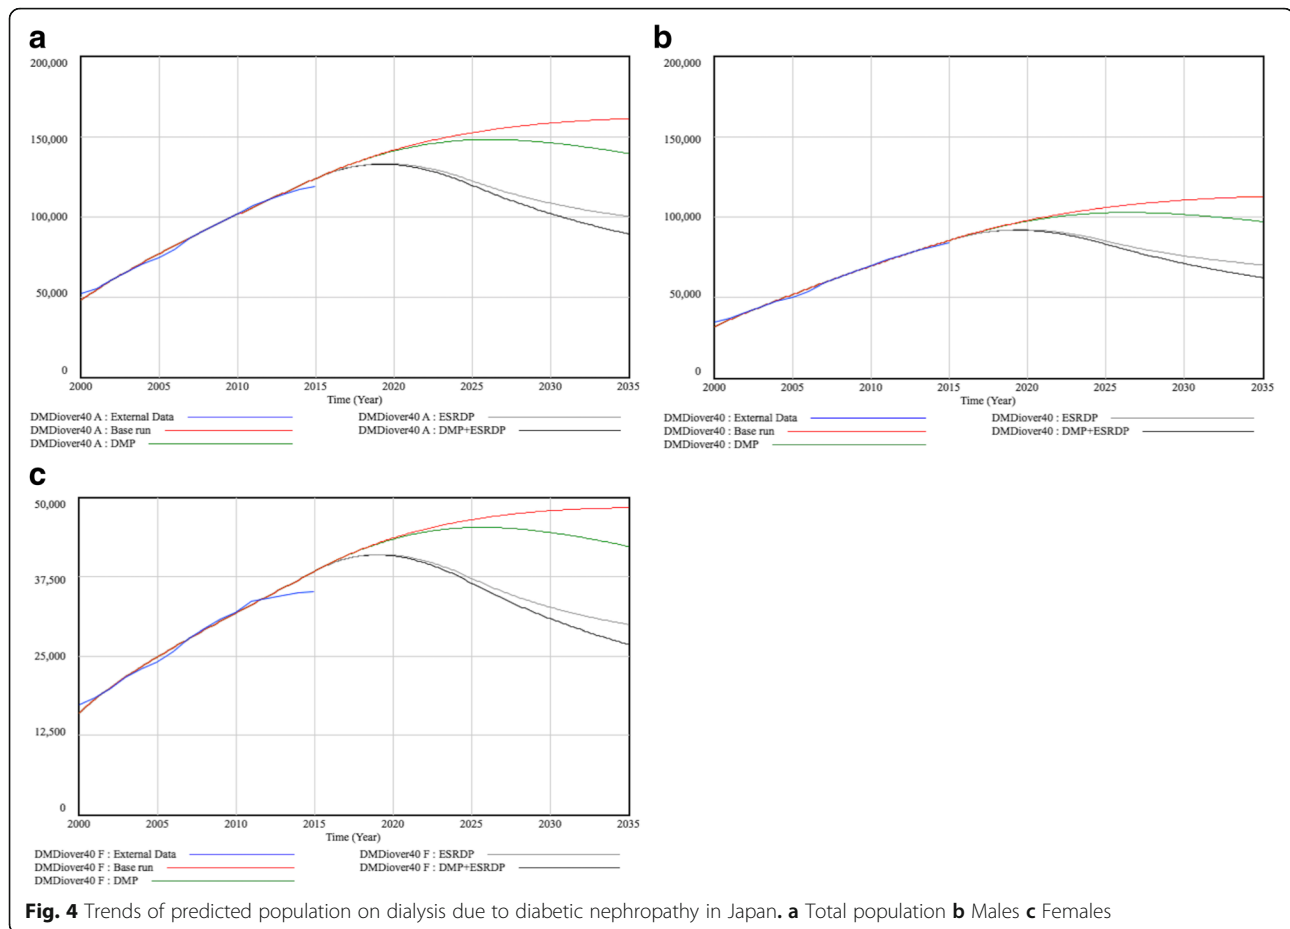 a
200,000
150,000
100,000
50,000
0
2000 2005 2010 2015 2020 2025 2030 2035
Time (Year)
DMDiover40 A : External Data
DMDiover40 A : Base run
DMDiover40 A : DMP
DMDiover40 A : ESRDP
DMDiover40 A : DMP+ESRDP
b
200,000
150,000
100,000
50,000
0
2000 2005 2010 2015 2020 2025 2030 2035
Time (Year)
DMDiover40 : External Data
DMDiover40 : Base run
DMDiover40 : DMP
DMDiover40 : ESRDP
DMDiover40 : DMP+ESRDP
c
50,000
37,500
25,000
12,500
0
2000 2005 2010 2015 2020 2025 2030 2035
Time (Year)
DMDiover40 F : External Data
DMDiover40 F : Base run
DMDiover40 F : DMP
DMDiover40 F : ESRDP
DMDiover40 F : DMP+ESRDP
Fig. 4 Trends of predicted population on dialysis due to diabetic nephropathy in Japan. a Total population b Males c Females